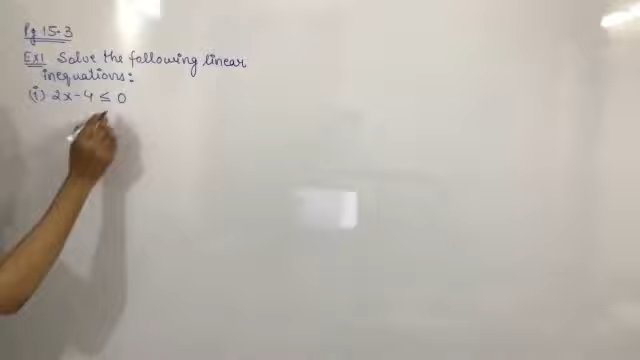 Pg 15.3
EX1 Solve the following linear
inequations:
(i) 2x-4 ≤ 0